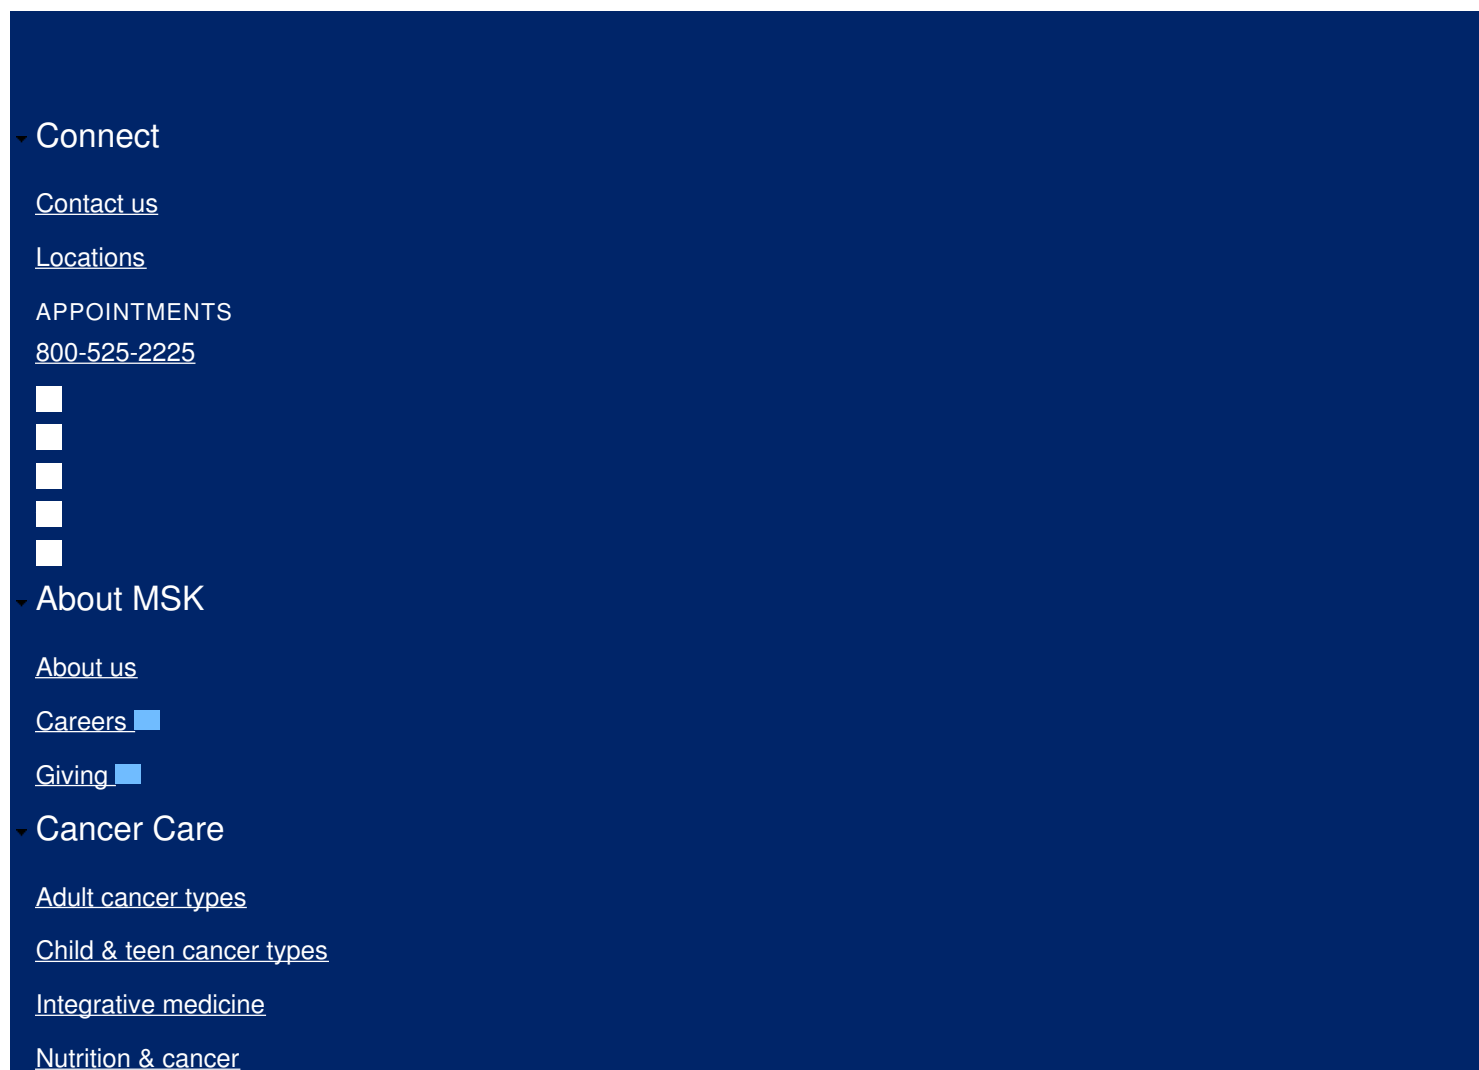 Connect
Contact us
Locations
APPOINTMENTS
800-525-2225
About MSK
About us
Careers
Giving
Cancer Care
Adult cancer types
Child & teen cancer types
Integrative medicine
Nutrition & cancer